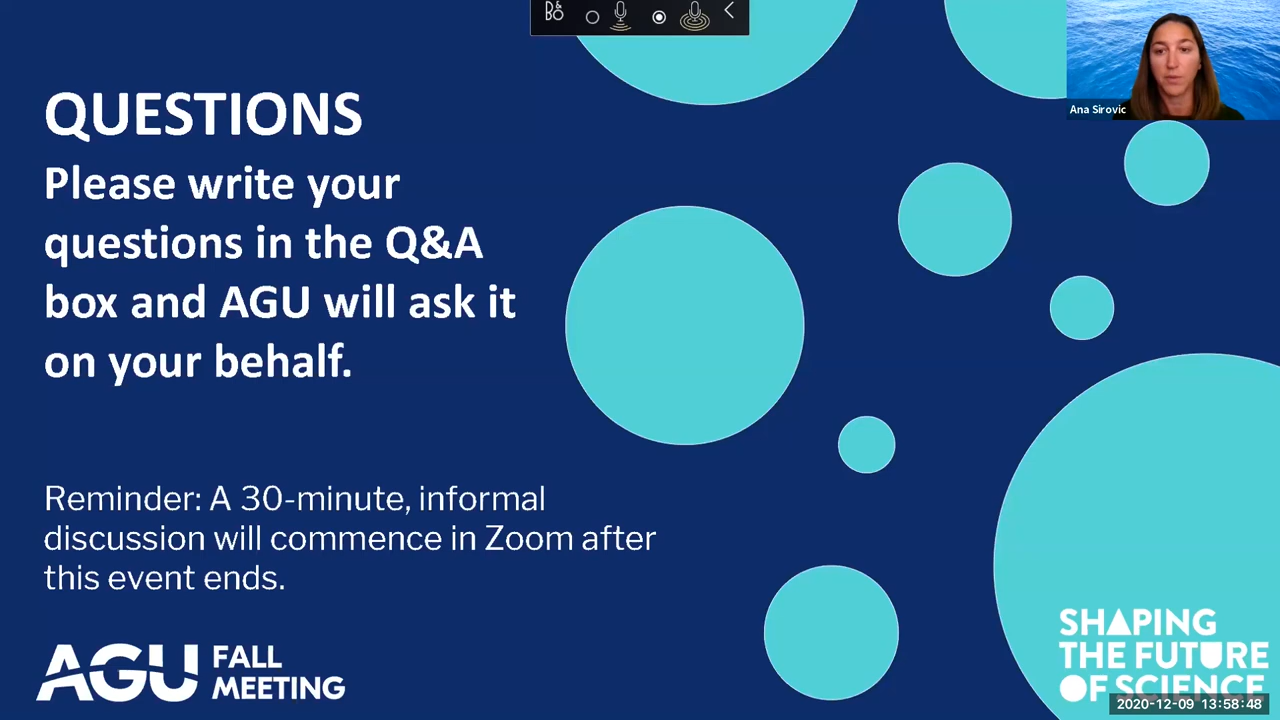 B&O
Ana Sirovic
QUESTIONS
Please write your
questions in the Q&A
box and AGU will ask it
on your behalf.
Reminder: A 30-minute, informal
discussion will commence in Zoom after
this event ends.
AGU FALL
MEETING
SHAPING
THE FUTURE
OF SCIENCE
2020-12-09 13:58:48